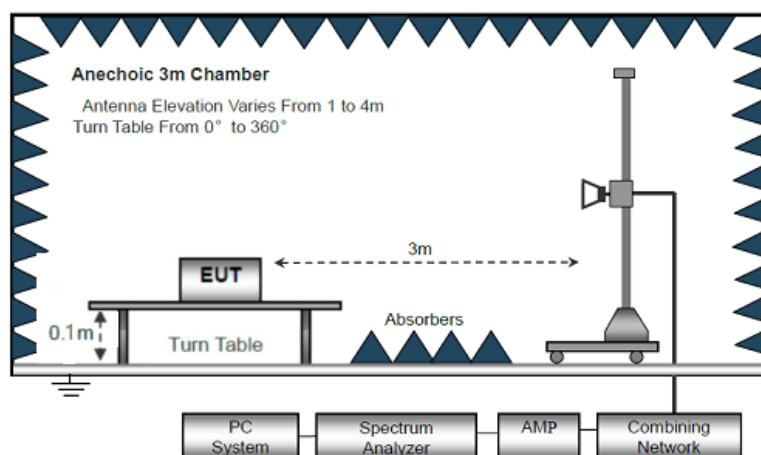 Anechoic 3m Chamber
Antenna Elevation Varies From 1 to 4m
Turn Table From 0° to 360°
3m
EUT
Absorbers
0.1m
Turn Table
PC
System
Spectrum
Analyzer
AMP
Combining
Network